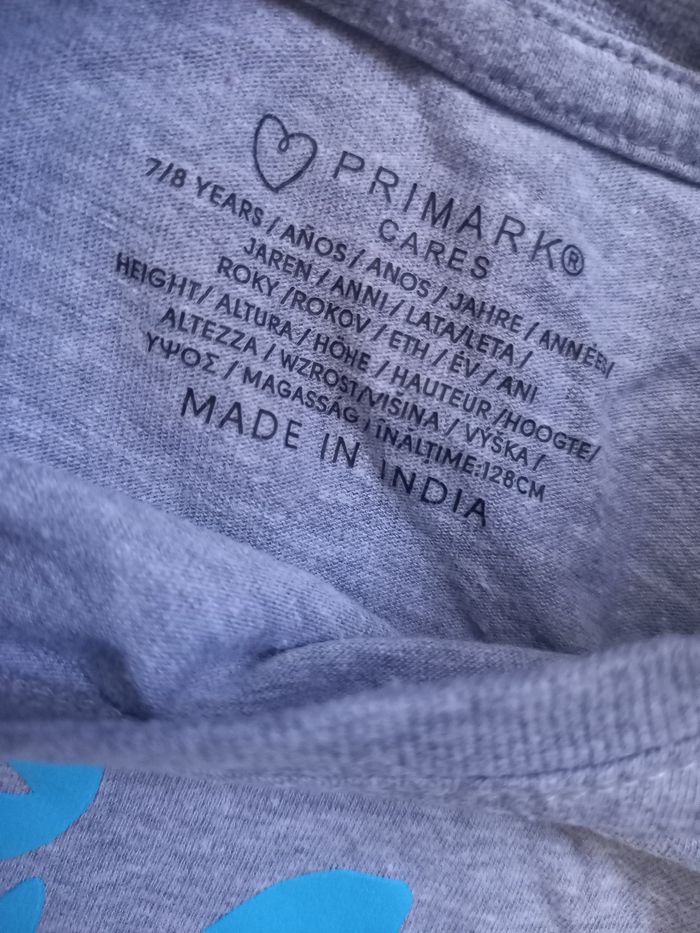 PRIMARK®
CARES
7/8 YEARS / AÑOS / ANOS / JAHRE / ANNÉES/
JAREN / ANNI / LATA/LETA /
ROKY /ROKOV / ETH / ÉV / ANI
HEIGHT/ ALTURA / HÖHE / HAUTEUR /HOOGTE/
ALTEZZA / WZROST/VIŠINA / VÝŠKA /
ΥΨΟΣ / MAGASSÁG / ÎNĂLȚIME:128CM
MADE IN INDIA